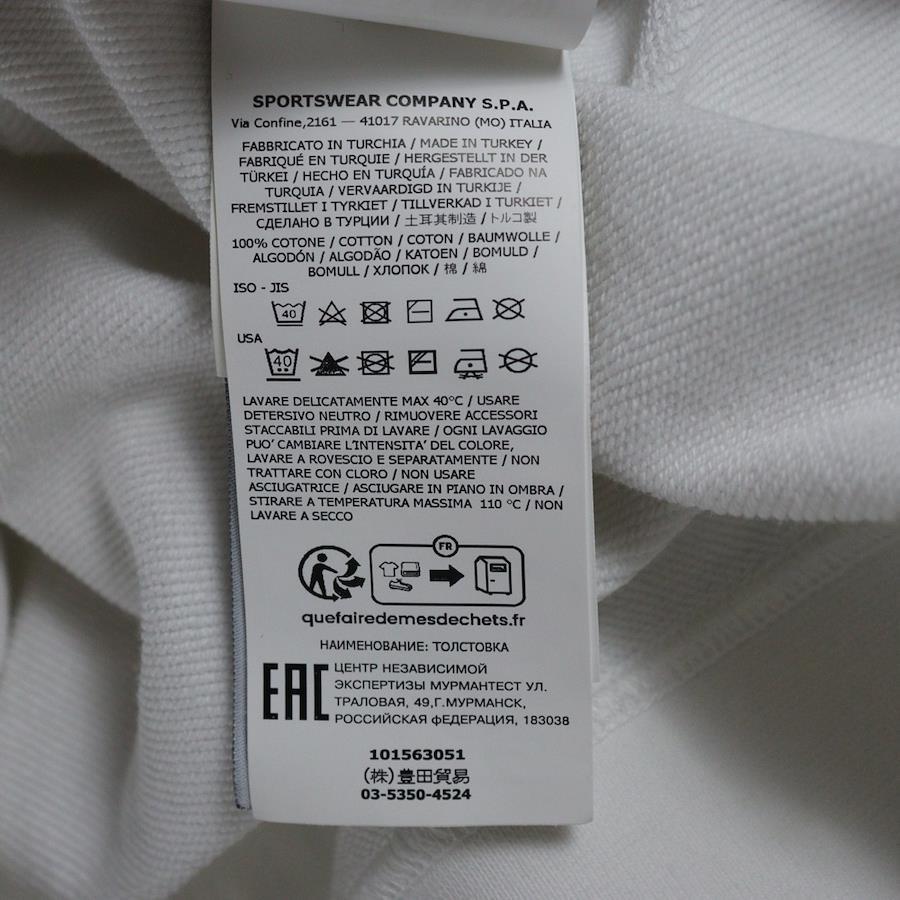 SPORTSWEAR COMPANY S.P.A.
Via Confine,2161 — 41017 RAVARINO (MO) ITALIA
FABBRICATO IN TURCHIA / MADE IN TURKEY /
FABRIQUÉ EN TURQUIE / HERGESTELLT IN DER
TÜRKEI / HECHO EN TURQUÍA / FABRICADO NA
TURQUIA / VERVAARDIGD IN TURKIJE /
FREMSTILLET I TYRKIET / TILLVERKAD I TURKIET /
СДЕЛАНО В ТУРЦИИ / 土耳其制造 / トルコ製
100% COTONE / COTTON / COTON / BAUMWOLLE /
ALGODÓN / ALGODÃO / KATOEN / BOMULD /
BOMULL / ХЛОПОК / 棉 / 綿
ISO - JIS
40
USA
40
LAVARE DELICATAMENTE MAX 40°C / USARE
DETERSIVO NEUTRO / RIMUOVERE ACCESSORI
STACCABILI PRIMA DI LAVARE / OGNI LAVAGGIO
PUO' CAMBIARE L'INTENSITA' DEL COLORE,
LAVARE A ROVESCIO E SEPARATAMENTE / NON
TRATTARE CON CLORO / NON USARE
ASCIUGATRICE / ASCIUGARE IN PIANO IN OMBRA /
STIRARE A TEMPERATURA MASSIMA 110 °C / NON
LAVARE A SECCO
FR
quefairedemesdechets.fr
НАИМЕНОВАНИЕ: ТОЛСТОВКА
EAC
ЦЕНТР НЕЗАВИСИМОЙ
ЭКСПЕРТИЗЫ МУРМАНТЕСТ УЛ.
ТРАЛОВАЯ, 49,Г.МУРМАНСК,
РОССИЙСКАЯ ФЕДЕРАЦИЯ, 183038
101563051
(株)豊田貿易
03-5350-4524